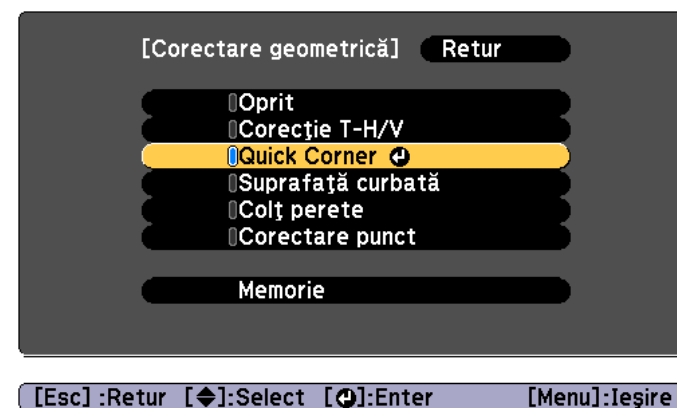 [Corectare geometrică] Retur
Oprit
Corecţie T-H/V
Quick Corner
Suprafaţă curbată
Colţ perete
Corectare punct
Memorie
[Esc] :Retur [◆]:Select [⏎]:Enter [Menu]:Ieşire